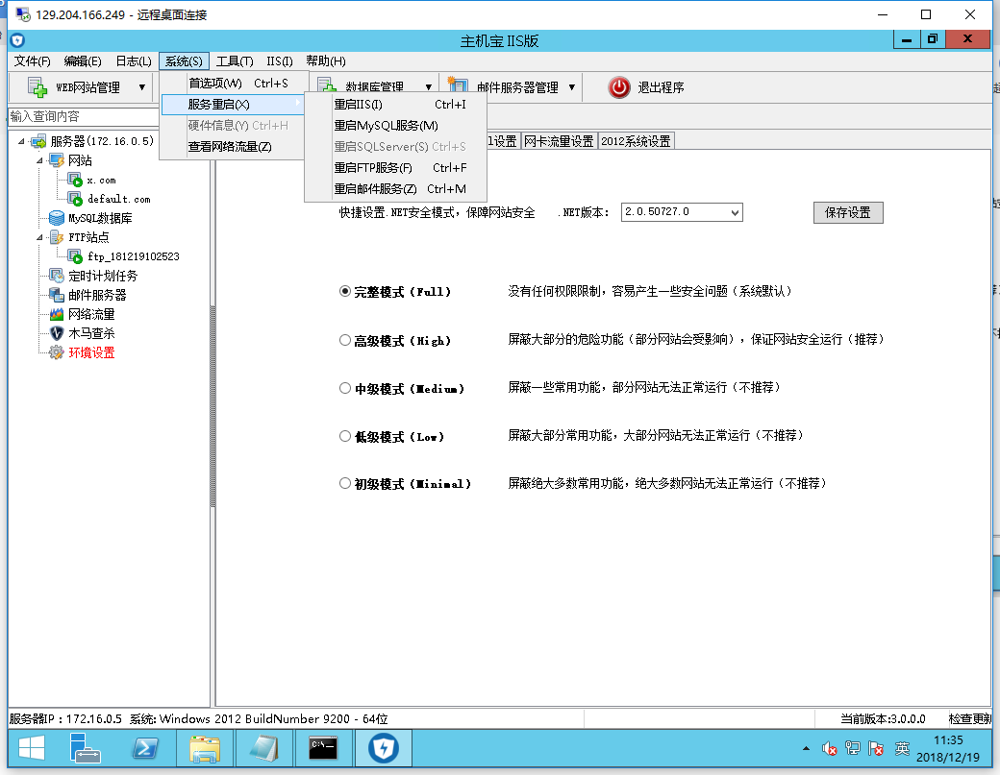 129.204.166.249 - 远程桌面连接
主机宝 IIS版
文件(F) 编辑(E) 日志(L) 系统(S) 工具(T) IIS(I) 帮助(H)
WEB网站管理 数据库管理 邮件服务器管理 退出程序
首选项(W) Ctrl+S
服务重启(X)
硬件信息(Y) Ctrl+H
查看网络流量(Z)
重启IIS(I) Ctrl+I
重启MySQL服务(M)
重启SQLServer(S) Ctrl+S
重启FTP服务(F) Ctrl+F
重启邮件服务(Z) Ctrl+M
输入查询内容
服务器(172.16.0.5)
网站
x.com
default.com
MySQL数据库
FTP站点
ftp_181219102523
定时计划任务
邮件服务器
网络流量
木马查杀
环境设置
l设置 网卡流量设置 2012系统设置
快捷设置.NET安全模式，保障网站安全 .NET版本： 2.0.50727.0 保存设置
完整模式（Full） 没有任何权限限制，容易产生一些安全问题（系统默认）
高级模式（High） 屏蔽大部分的危险功能（部分网站会受影响），保证网站安全运行（推荐）
中级模式（Medium） 屏蔽一些常用功能，部分网站无法正常运行（不推荐）
低级模式（Low） 屏蔽大部分常用功能，大部分网站无法正常运行（不推荐）
初级模式（Minimal） 屏蔽绝大多数常用功能，绝大多数网站无法正常运行（不推荐）
服务器IP：172.16.0.5 系统: Windows 2012 BuildNumber 9200 - 64位 当前版本:3.0.0.0 检查更新
英 11:35
2018/12/19